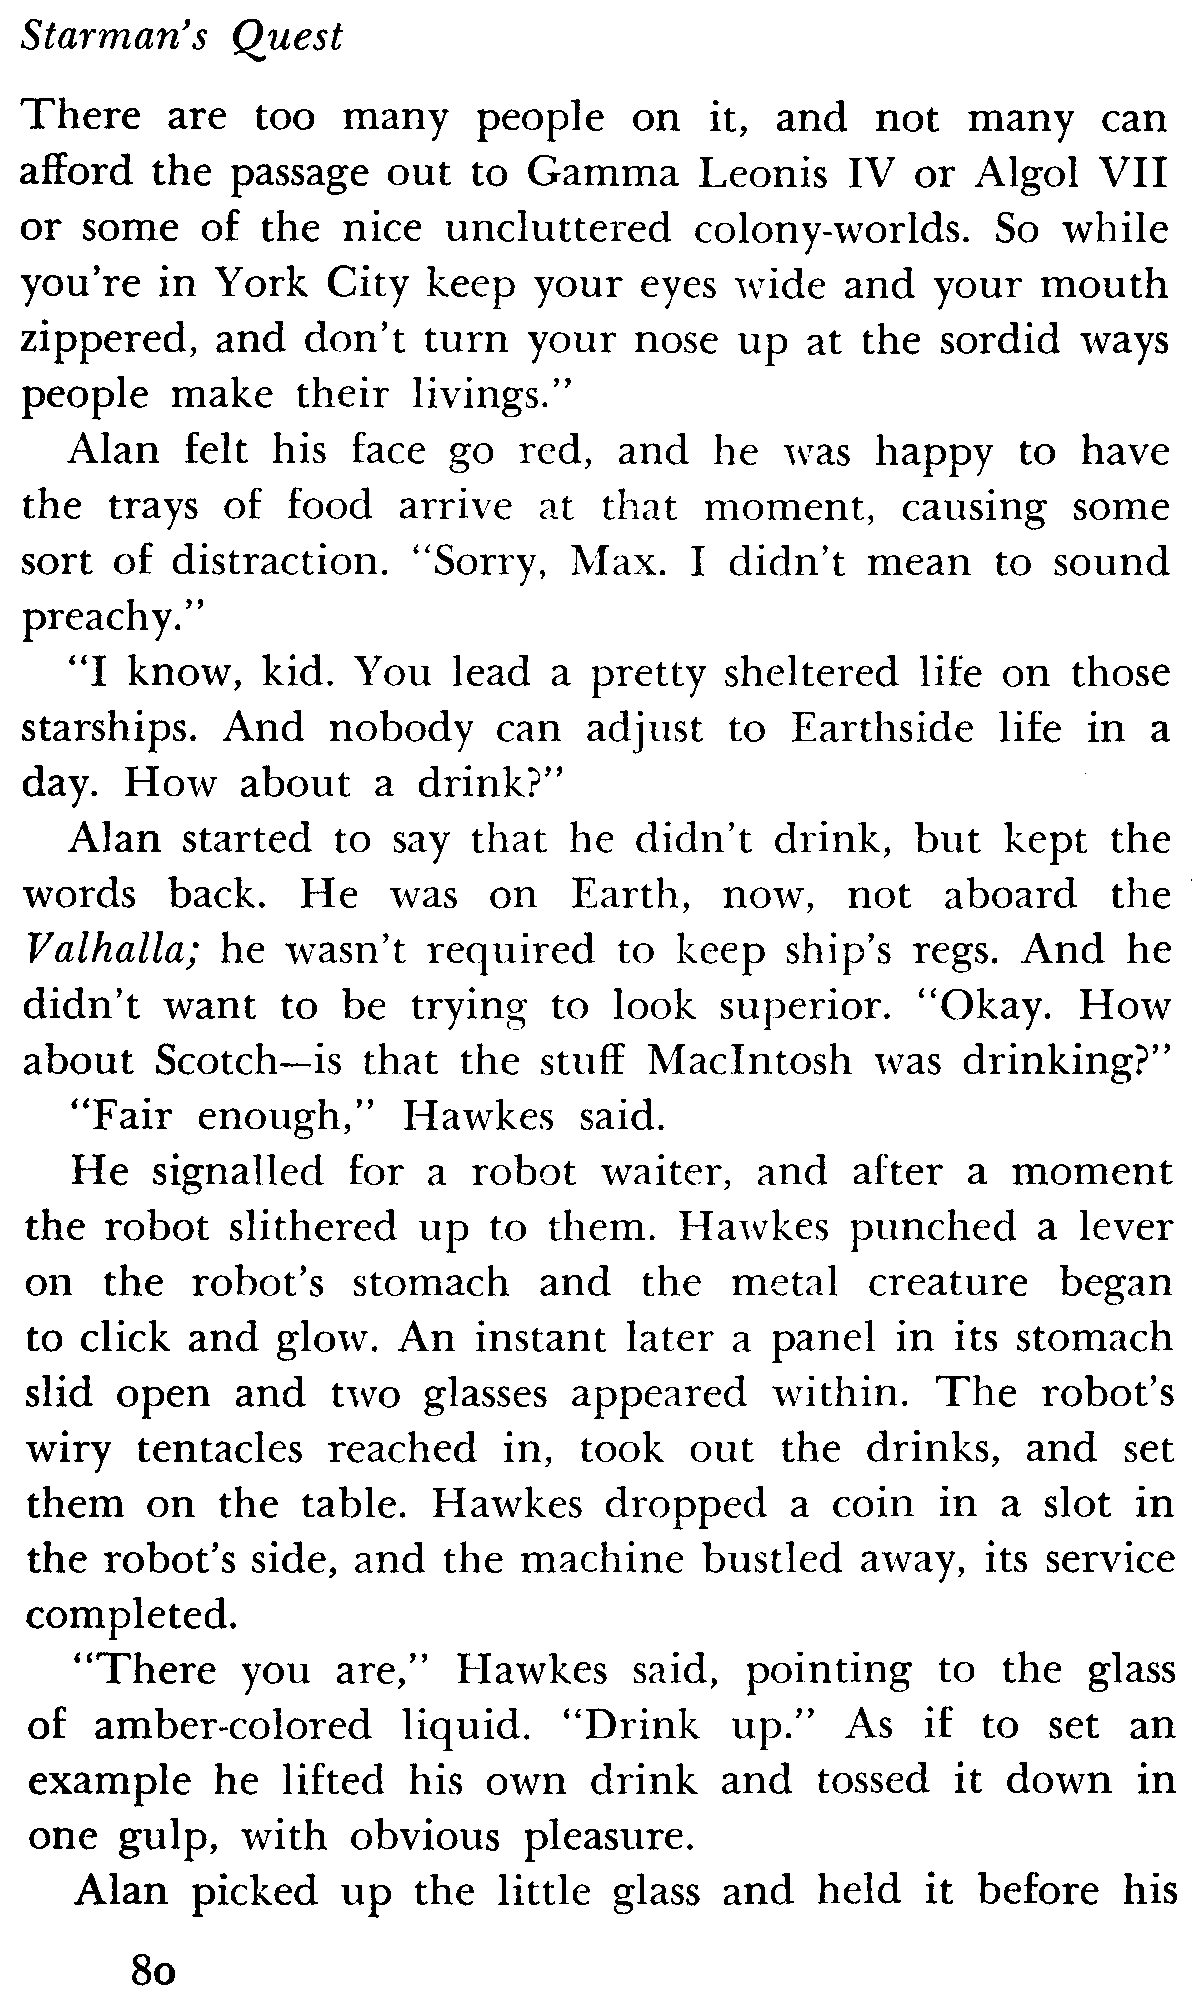 Starman's Quest
There are too many people on it, and not many can
afford the passage out to Gamma Leonis IV or Algol VII
or some of the nice uncluttered colony-worlds. So while
you're in York City keep your eyes wide and your mouth
zippered, and don't turn your nose up at the sordid ways
people make their livings."
Alan felt his face go red, and he was happy to have
the trays of food arrive at that moment, causing some
sort of distraction. "Sorry, Max. I didn't mean to sound
preachy."
"I know, kid. You lead a pretty sheltered life on those
starships. And nobody can adjust to Earthside life in a
day. How about a drink?"
Alan started to say that he didn't drink, but kept the
words back. He was on Earth, now, not aboard the
Valhalla; he wasn't required to keep ship's regs. And he
didn't want to be trying to look superior. "Okay. How
about Scotch—is that the stuff MacIntosh was drinking?"
"Fair enough," Hawkes said.
He signalled for a robot waiter, and after a moment
the robot slithered up to them. Hawkes punched a lever
on the robot's stomach and the metal creature began
to click and glow. An instant later a panel in its stomach
slid open and two glasses appeared within. The robot's
wiry tentacles reached in, took out the drinks, and set
them on the table. Hawkes dropped a coin in a slot in
the robot's side, and the machine bustled away, its service
completed.
"There you are," Hawkes said, pointing to the glass
of amber-colored liquid. "Drink up." As if to set an
example he lifted his own drink and tossed it down in
one gulp, with obvious pleasure.
Alan picked up the little glass and held it before his
80